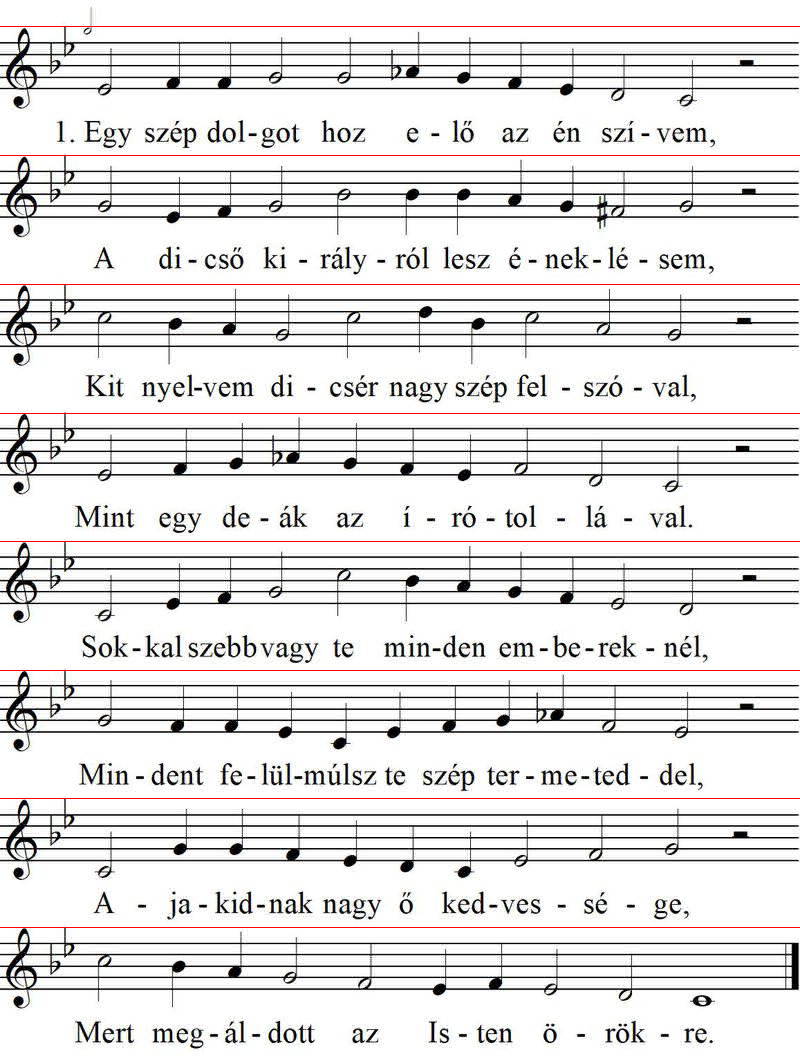 1. Egy szép dol-got hoz e - lő az én szí - vem,
A di - cső ki - rály - ról lesz é - nek - lé - sem,
Kit nyel-vem di - csér nagy szép fel - szó - val,
Mint egy de - ák az í - ró - tol - lá - val.
Sok - kal szebb vagy te min-den em - be - rek - nél,
Min - dent fe - lül-múlsz te szép ter - me - ted - del,
A - ja - kid-nak nagy ő ked-ves - sé - ge,
Mert meg - ál - dott az Is - ten ö - rök - re.